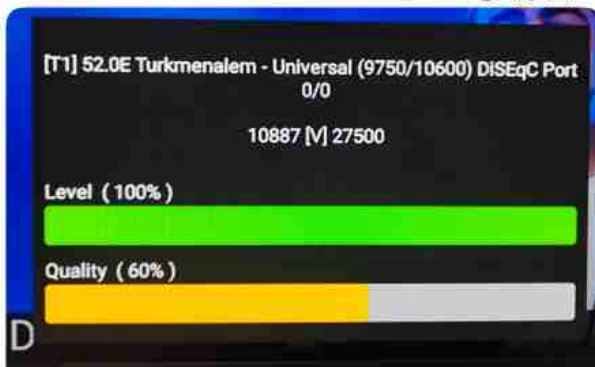 [T1] 52.0E Turkmenalem - Universal (9750/10600) DiSEqC Port
0/0
10887 [V] 27500
Level ( 100% )
Quality ( 60% )
D